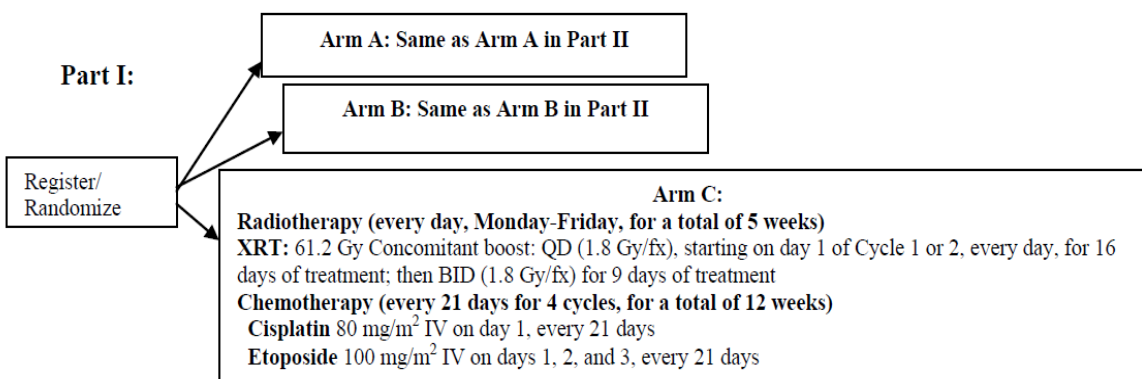 Arm A: Same as Arm A in Part II
Part I:
Arm B: Same as Arm B in Part II
Register/
Randomize
Arm C:
Radiotherapy (every day, Monday-Friday, for a total of 5 weeks)
XRT: 61.2 Gy Concomitant boost: QD (1.8 Gy/fx), starting on day 1 of Cycle 1 or 2, every day, for 16
days of treatment; then BID (1.8 Gy/fx) for 9 days of treatment
Chemotherapy (every 21 days for 4 cycles, for a total of 12 weeks)
Cisplatin 80 mg/m² IV on day 1, every 21 days
Etoposide 100 mg/m² IV on days 1, 2, and 3, every 21 days